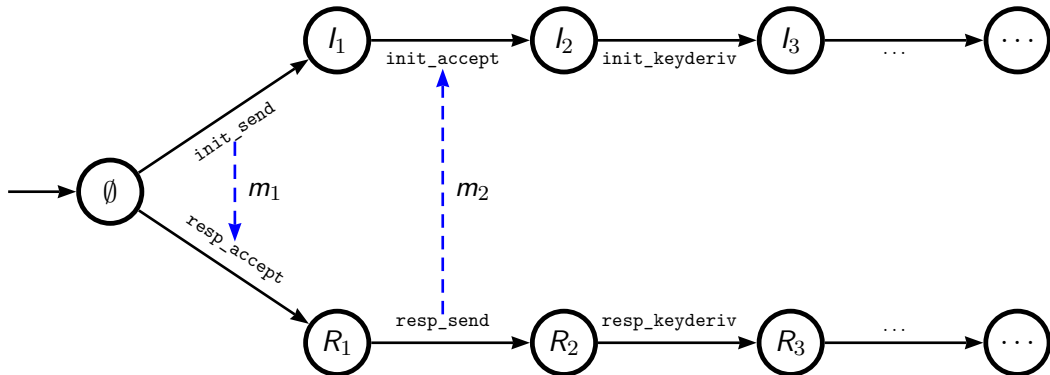 I₁
I₂
I₃
⋯
init_accept
init_keyderiv
...
init_send
∅
m₁
m₂
resp_accept
resp_send
resp_keyderiv
...
R₁
R₂
R₃
⋯